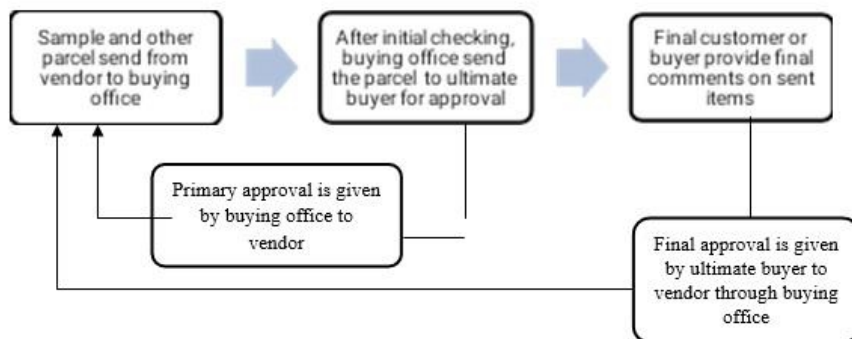 Sample and other
parcel send from
vendor to buying
office
After initial checking,
buying office send
the parcel to ultimate
buyer for approval
Final customer or
buyer provide final
comments on sent
items
Primary approval is given
by buying office to
vendor
Final approval is given
by ultimate buyer to
vendor through buying
office